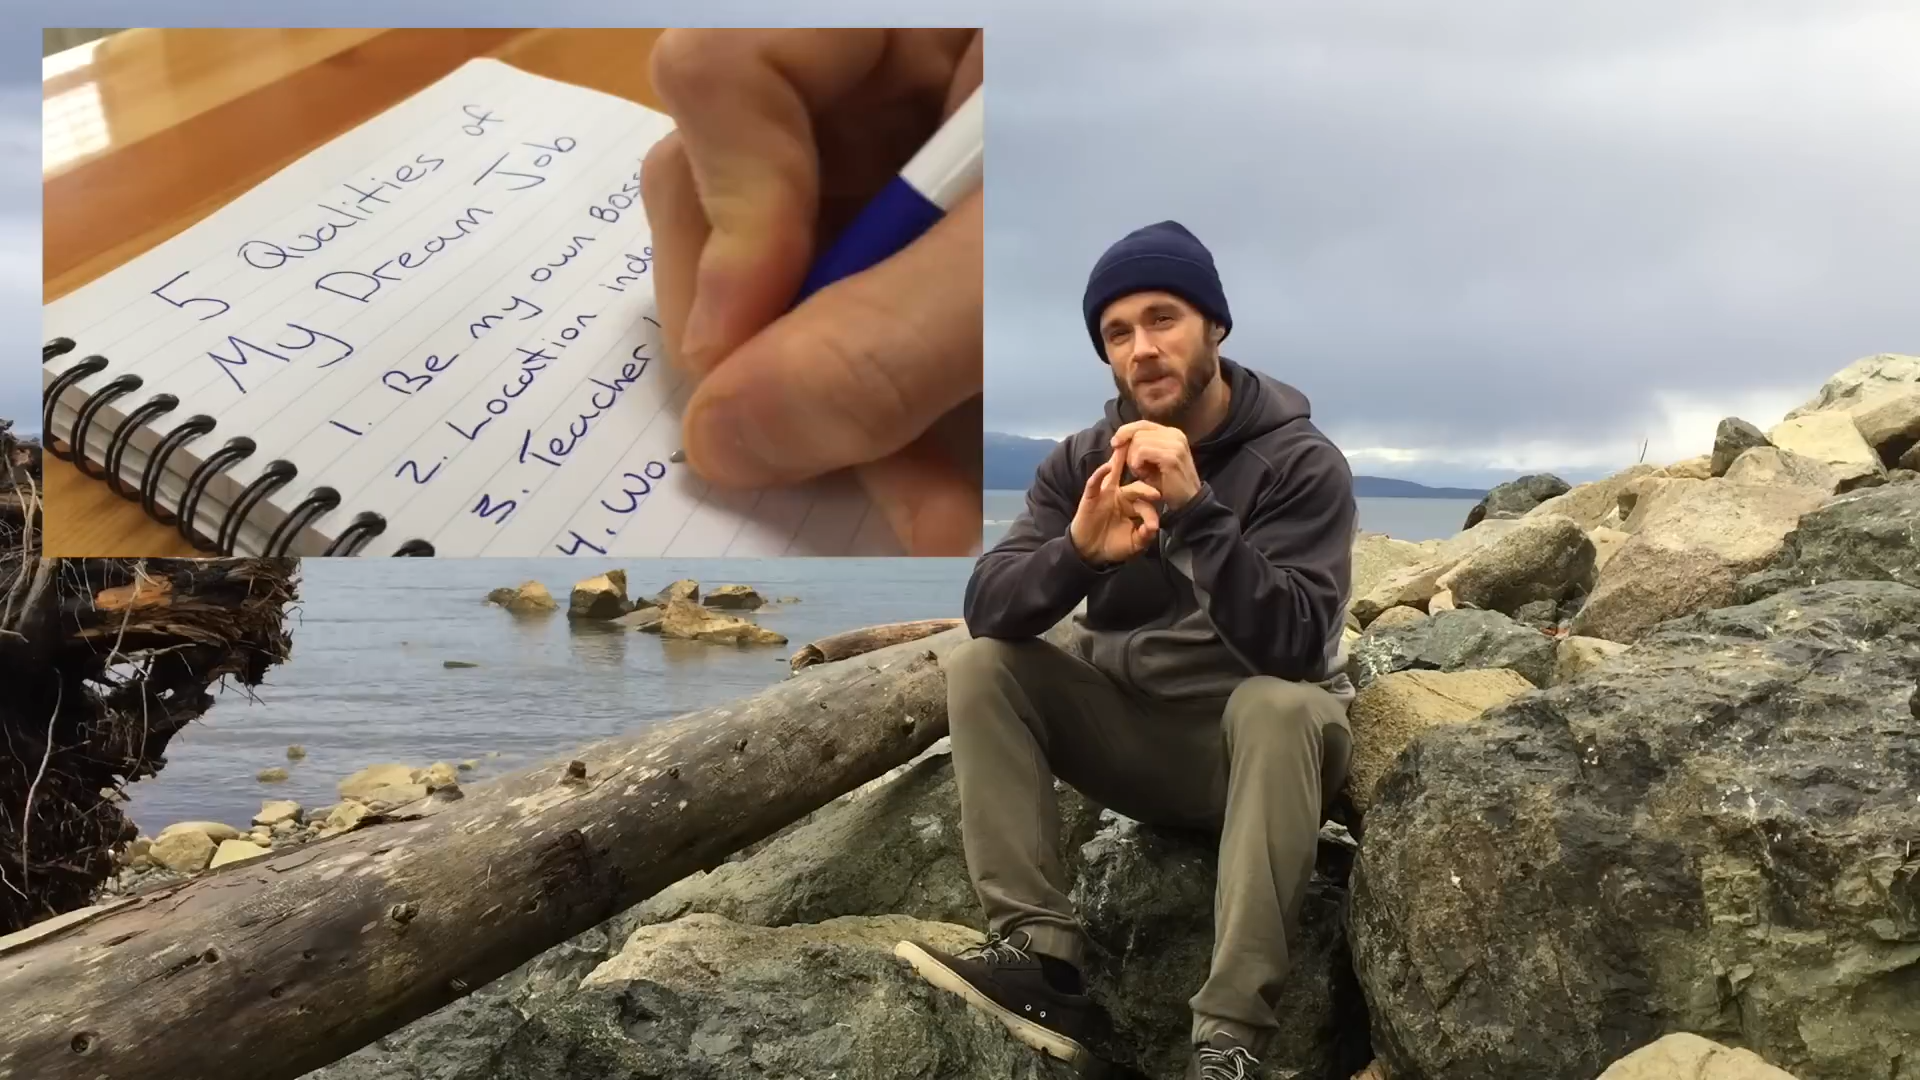 5 Qualities of
My Dream Job
1. Be my own Boss
2. Location inde
3. Teacher
4. Wo